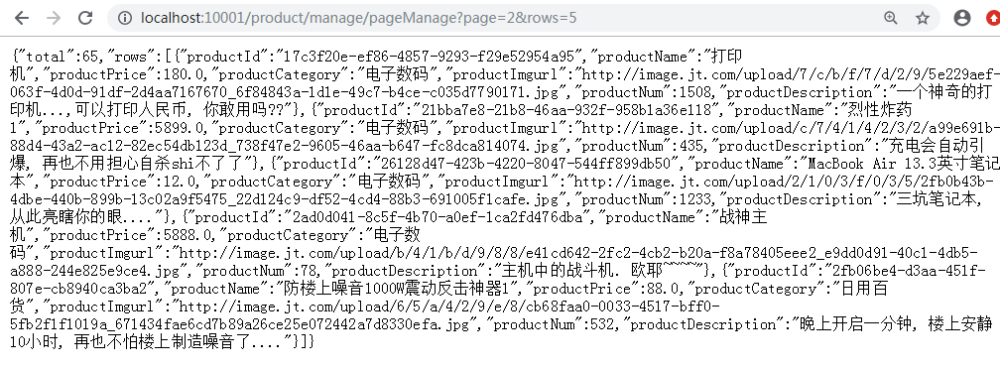 localhost:10001/product/manage/pageManage?page=2&rows=5
{"total":65,"rows":[{"productId":"17c3f20e-ef86-4857-9293-f29e52954a95","productName":"打印
机","productPrice":180.0,"productCategory":"电子数码","productImgurl":"http://image.jt.com/upload/7/c/b/f/7/d/2/9/5e229aef-
063f-4d0d-91df-2d4aa7167670_6f84843a-1d1e-49c7-b4ce-c035d7790171.jpg","productNum":1508,"productDescription":"一个神奇的打
印机...,可以打印人民币, 你敢用吗??"},{"productId":"21bba7e8-21b8-46aa-932f-958b1a36e118","productName":"烈性炸药
1","productPrice":5899.0,"productCategory":"电子数码","productImgurl":"http://image.jt.com/upload/c/7/4/1/4/2/3/2/a99e691b-
88d4-43a2-ac12-82ec54db123d_738f47e2-9605-46aa-b647-fc8dca814074.jpg","productNum":435,"productDescription":"充电会自动引
爆, 再也不用担心自杀shi不了了"},{"productId":"26128d47-423b-4220-8047-544ff899db50","productName":"MacBook Air 13.3英寸笔记
本","productPrice":12.0,"productCategory":"电子数码","productImgurl":"http://image.jt.com/upload/2/1/0/3/f/0/3/5/2fb0b43b-
4dbe-440b-899b-13c02a9f5475_22d124c9-df52-4cd4-88b3-691005f1cafe.jpg","productNum":1233,"productDescription":"三坑笔记本,
从此亮瞎你的眼...."},{"productId":"2ad0d041-8c5f-4b70-a0ef-1ca2fd476dba","productName":"战神主
机","productPrice":5888.0,"productCategory":"电子数
码","productImgurl":"http://image.jt.com/upload/b/4/1/b/d/9/8/8/e41cd642-2fc2-4cb2-b20a-f8a78405eee2_e9dd0d91-40c1-4db5-
a888-244e825e9ce4.jpg","productNum":78,"productDescription":"主机中的战斗机. 欧耶~~~~~"},{"productId":"2fb06be4-d3aa-451f-
807e-cb8940ca3ba2","productName":"防楼上噪音1000W震动反击神器1","productPrice":88.0,"productCategory":"日用百
货","productImgurl":"http://image.jt.com/upload/6/5/a/4/2/9/e/8/cb68faa0-0033-4517-bff0-
5fb2f1f1019a_671434fae6cd7b89a26ce25e072442a7d8330efa.jpg","productNum":532,"productDescription":"晚上开启一分钟, 楼上安静
10小时, 再也不怕楼上制造噪音了...."}]}